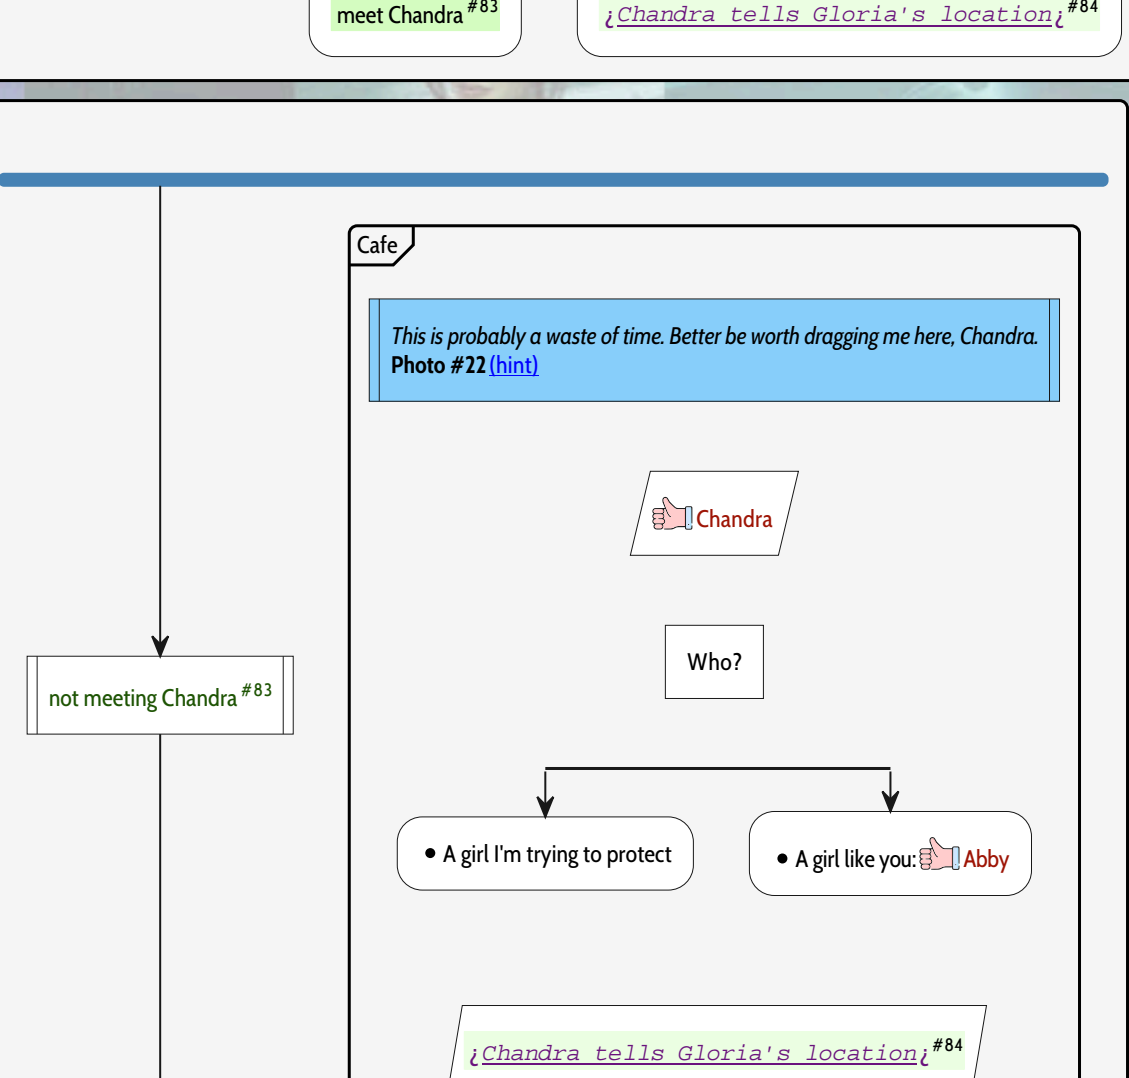 meet Chandra #83
¿Chandra tells Gloria's location¿ #84
Cafe
This is probably a waste of time. Better be worth dragging me here, Chandra.
Photo #22 (hint)
Chandra
Who?
not meeting Chandra #83
• A girl I'm trying to protect
• A girl like you: Abby
¿Chandra tells Gloria's location¿ #84